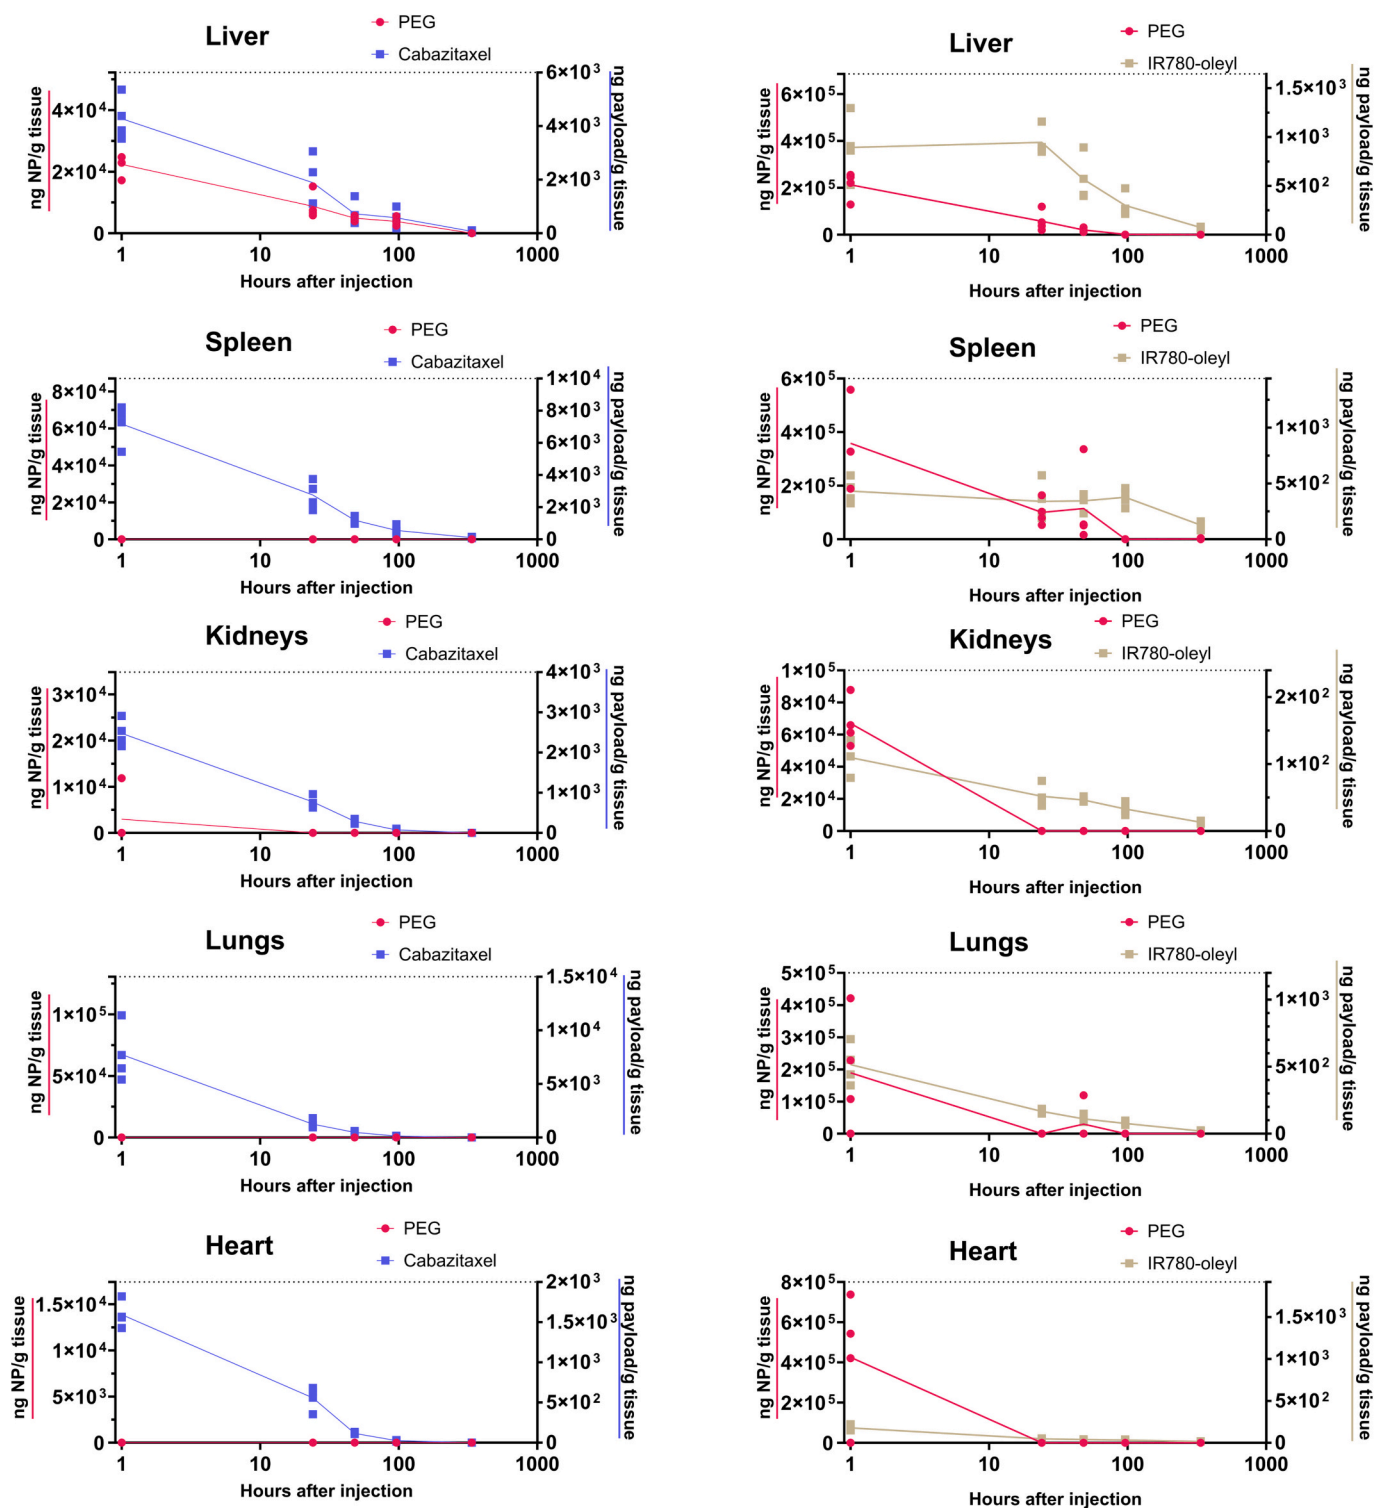 Liver
PEG
Cabazitaxel
ng NP/g tissue
4×10⁴
2×10⁴
0
6×10³
4×10³
2×10³
0
ng payload/g tissue
1 10 100 1000
Hours after injection
Liver
PEG
IR780-oleyl
ng NP/g tissue
6×10⁵
4×10⁵
2×10⁵
0
1.5×10³
1×10³
5×10²
0
ng payload/g tissue
1 10 100 1000
Hours after injection
Spleen
PEG
Cabazitaxel
ng NP/g tissue
8×10⁴
6×10⁴
4×10⁴
2×10⁴
0
1×10⁴
8×10³
6×10³
4×10³
2×10³
0
ng payload/g tissue
1 10 100 1000
Hours after injection
Spleen
PEG
IR780-oleyl
ng NP/g tissue
6×10⁵
4×10⁵
2×10⁵
0
1×10³
5×10²
0
ng payload/g tissue
1 10 100 1000
Hours after injection
Kidneys
PEG
Cabazitaxel
ng NP/g tissue
3×10⁴
2×10⁴
1×10⁴
0
4×10³
3×10³
2×10³
1×10³
0
ng payload/g tissue
1 10 100 1000
Hours after injection
Kidneys
PEG
IR780-oleyl
ng NP/g tissue
1×10⁵
8×10⁴
6×10⁴
4×10⁴
2×10⁴
0
2×10²
1×10²
0
ng payload/g tissue
1 10 100 1000
Hours after injection
Lungs
PEG
Cabazitaxel
ng NP/g tissue
1×10⁵
5×10⁴
0
1.5×10⁴
1×10⁴
5×10³
0
ng payload/g tissue
1 10 100 1000
Hours after injection
Lungs
PEG
IR780-oleyl
ng NP/g tissue
5×10⁵
4×10⁵
3×10⁵
2×10⁵
1×10⁵
0
1×10³
5×10²
0
ng payload/g tissue
1 10 100 1000
Hours after injection
Heart
PEG
Cabazitaxel
ng NP/g tissue
1.5×10⁴
1×10⁴
5×10³
0
2×10³
1.5×10³
1×10³
5×10²
0
ng payload/g tissue
1 10 100 1000
Hours after injection
Heart
PEG
IR780-oleyl
ng NP/g tissue
8×10⁵
6×10⁵
4×10⁵
2×10⁵
0
1.5×10³
1×10³
5×10²
0
ng payload/g tissue
1 10 100 1000
Hours after injection